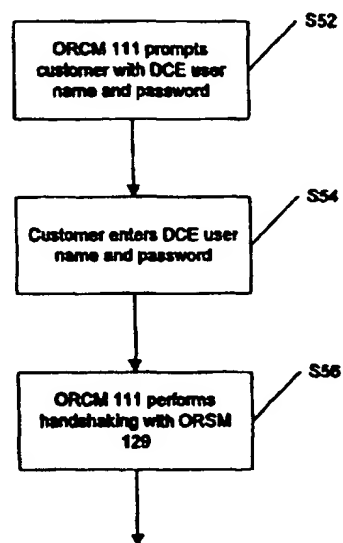 S52
ORCM 111 prompts
customer with DCE user
name and password
S54
Customer enters DCE user
name and password
S56
ORCM 111 performs
handshaking with ORSM
129